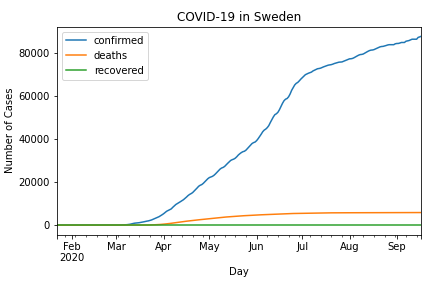 COVID-19 in Sweden
confirmed
deaths
recovered
Number of Cases
80000
60000
40000
20000
0
Feb Mar Apr May Jun Jul Aug Sep
2020
Day